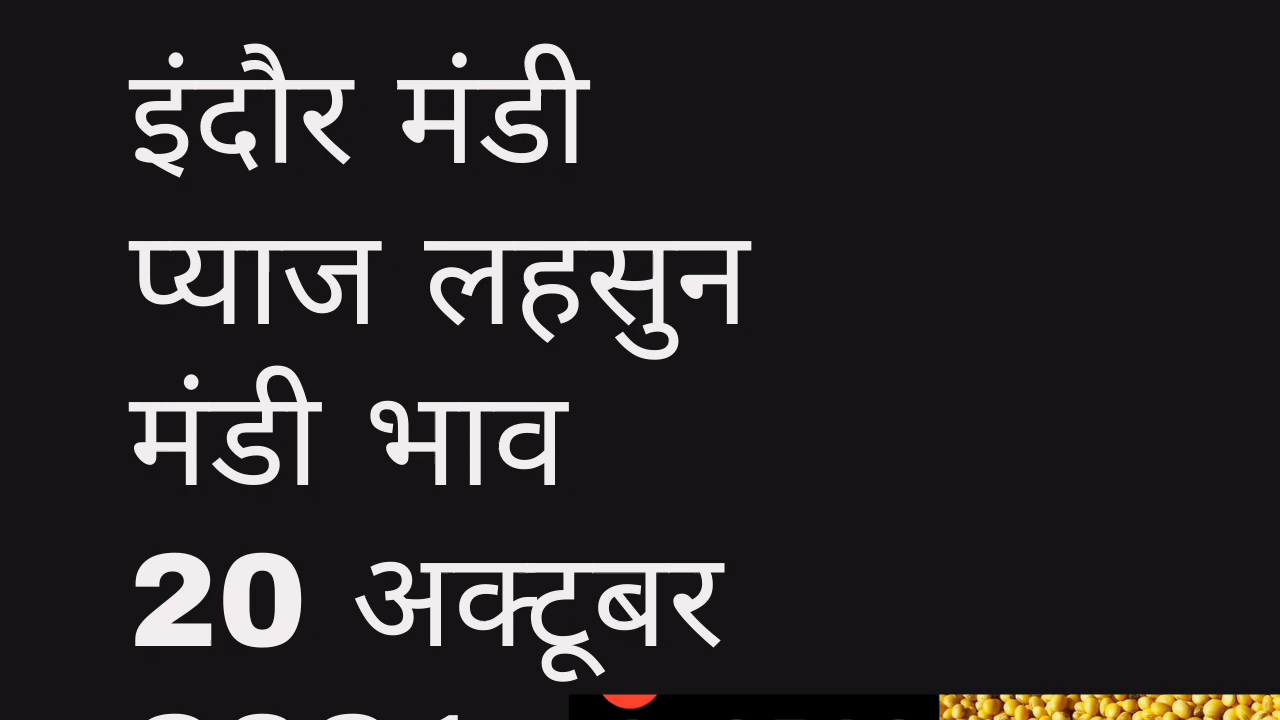 इंदौर मंडी
प्याज लहसुन
मंडी भाव
20 अक्टूबर